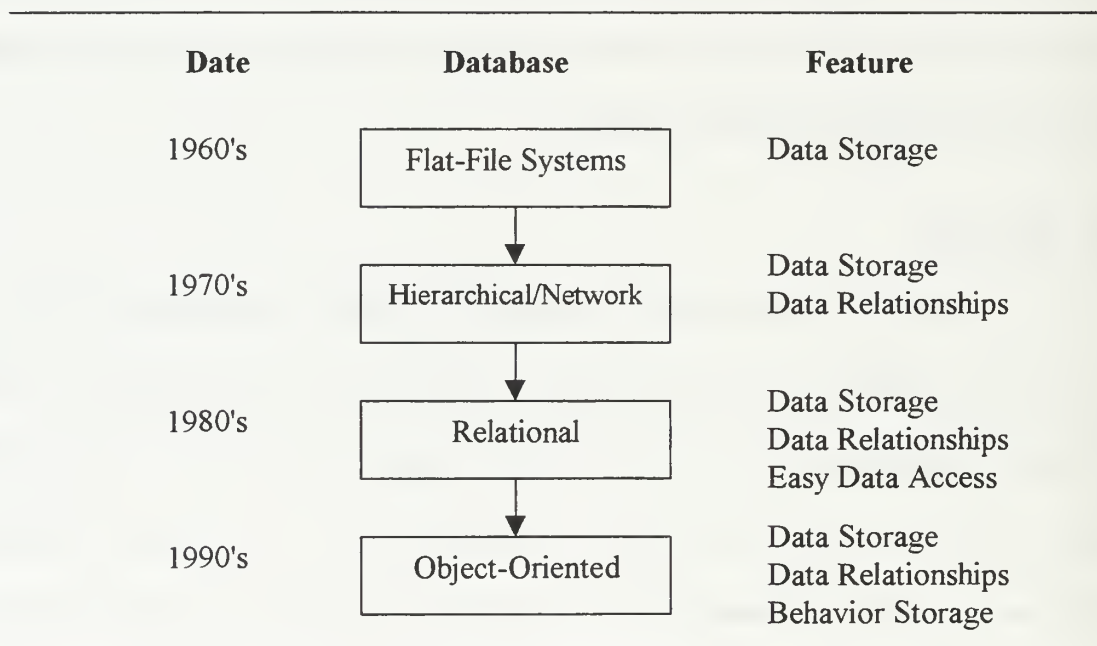 Date Database Feature
1960's Flat-File Systems Data Storage
1970's Hierarchical/Network Data Storage
Data Relationships
1980's Relational Data Storage
Data Relationships
Easy Data Access
1990's Object-Oriented Data Storage
Data Relationships
Behavior Storage